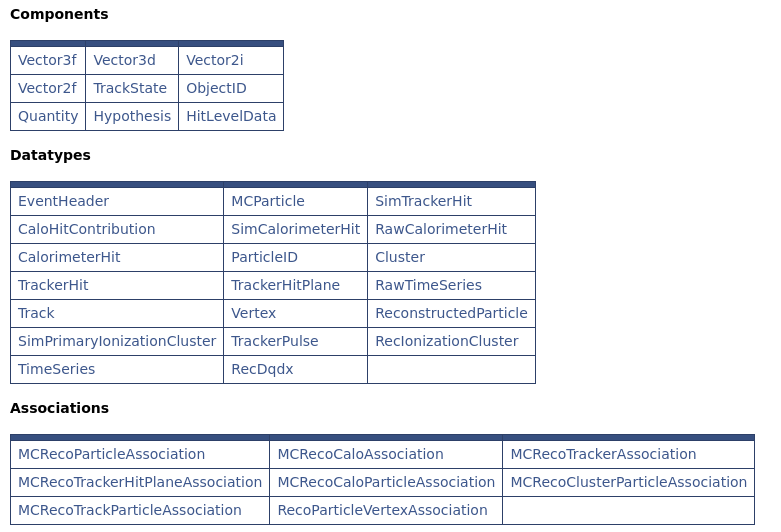 Components
Vector3f Vector3d Vector2i
Vector2f TrackState ObjectID
Quantity Hypothesis HitLevelData
Datatypes
EventHeader MCParticle SimTrackerHit
CaloHitContribution SimCalorimeterHit RawCalorimeterHit
CalorimeterHit ParticleID Cluster
TrackerHit TrackerHitPlane RawTimeSeries
Track Vertex ReconstructedParticle
SimPrimaryIonizationCluster TrackerPulse RecIonizationCluster
TimeSeries RecDqdx
Associations
MCRecoParticleAssociation MCRecoCaloAssociation MCRecoTrackerAssociation
MCRecoTrackerHitPlaneAssociation MCRecoCaloParticleAssociation MCRecoClusterParticleAssociation
MCRecoTrackParticleAssociation RecoParticleVertexAssociation